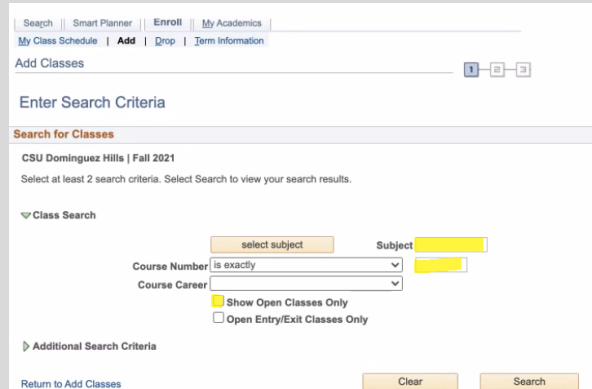 Search | Smart Planner | Enroll | My Academics
My Class Schedule | Add | Drop | Term Information
Add Classes 1 2 3
Enter Search Criteria
Search for Classes
CSU Dominguez Hills | Fall 2021
Select at least 2 search criteria. Select Search to view your search results.
Class Search
select subject Subject
Course Number is exactly
Course Career
Show Open Classes Only
Open Entry/Exit Classes Only
Additional Search Criteria
Return to Add Classes Clear Search